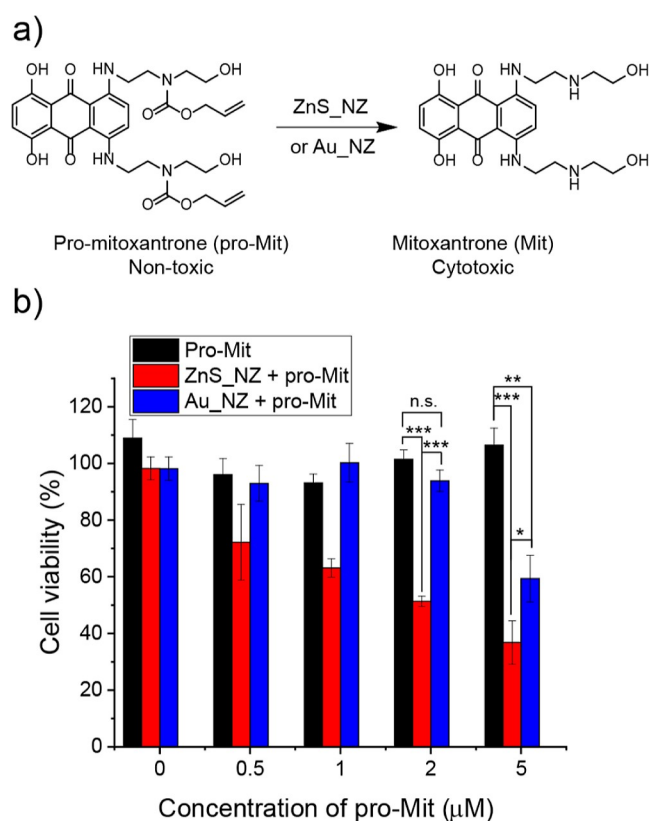 a)
OH O HN N OH
O O
OH O HN N OH
O O
ZnS_NZ
or Au_NZ
OH O HN N H OH
OH O HN N H OH
Pro-mitoxantrone (pro-Mit)
Non-toxic
Mitoxantrone (Mit)
Cytotoxic
b)
Pro-Mit
ZnS_NZ + pro-Mit
Au_NZ + pro-Mit
Cell viability (%)
120
100
80
60
40
20
0
n.s.
*** ***
**
***
*
0 0.5 1 2 5
Concentration of pro-Mit (μM)